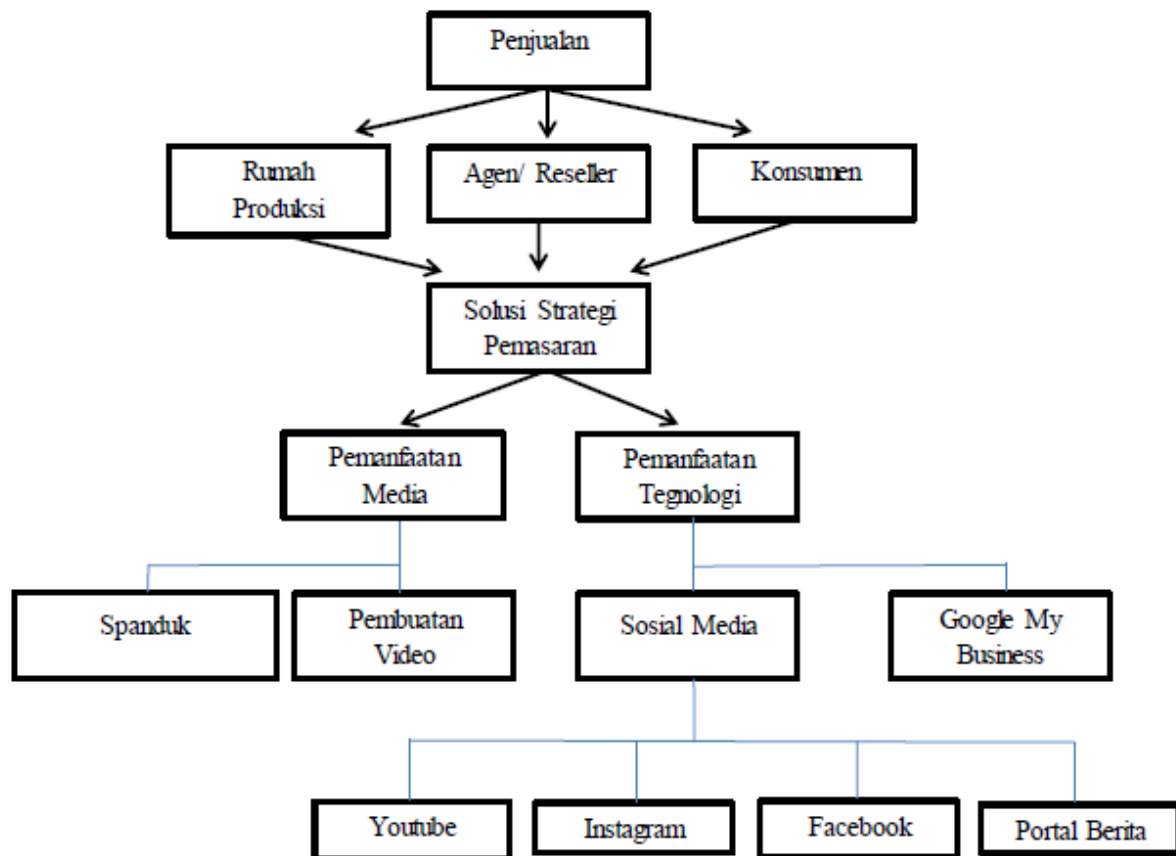 Penjualan
Rumah
Produksi
Agen/ Reseller
Konsumen
Solusi Strategi
Pemasaran
Pemanfaatan
Media
Pemanfaatan
Tegnologi
Spanduk
Pembuatan
Video
Sosial Media
Google My
Business
Youtube
Instagram
Facebook
Portal Berita